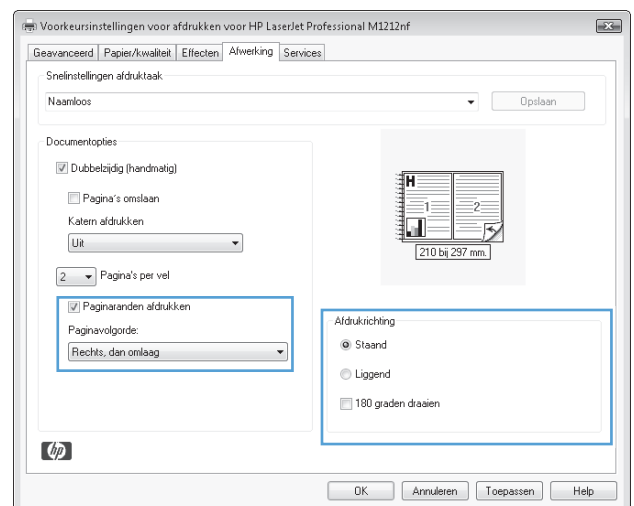 Voorkeursinstellingen voor afdrukken voor HP LaserJet Professional M1212nf
Geavanceerd Papier/kwaliteit Effecten Afwerking Services
Snelinstellingen afdruktaak
Naamloos Opslaan
Documentopties
Dubbelzijdig (handmatig)
Pagina's omslaan
Katern afdrukken
Uit
2 Pagina's per vel
Paginaranden afdrukken
Paginavolgorde:
Rechts, dan omlaag
H
1 2
210 bij 297 mm.
Afdrukrichting
Staand
Liggend
180 graden draaien
hp
OK Annuleren Toepassen Help